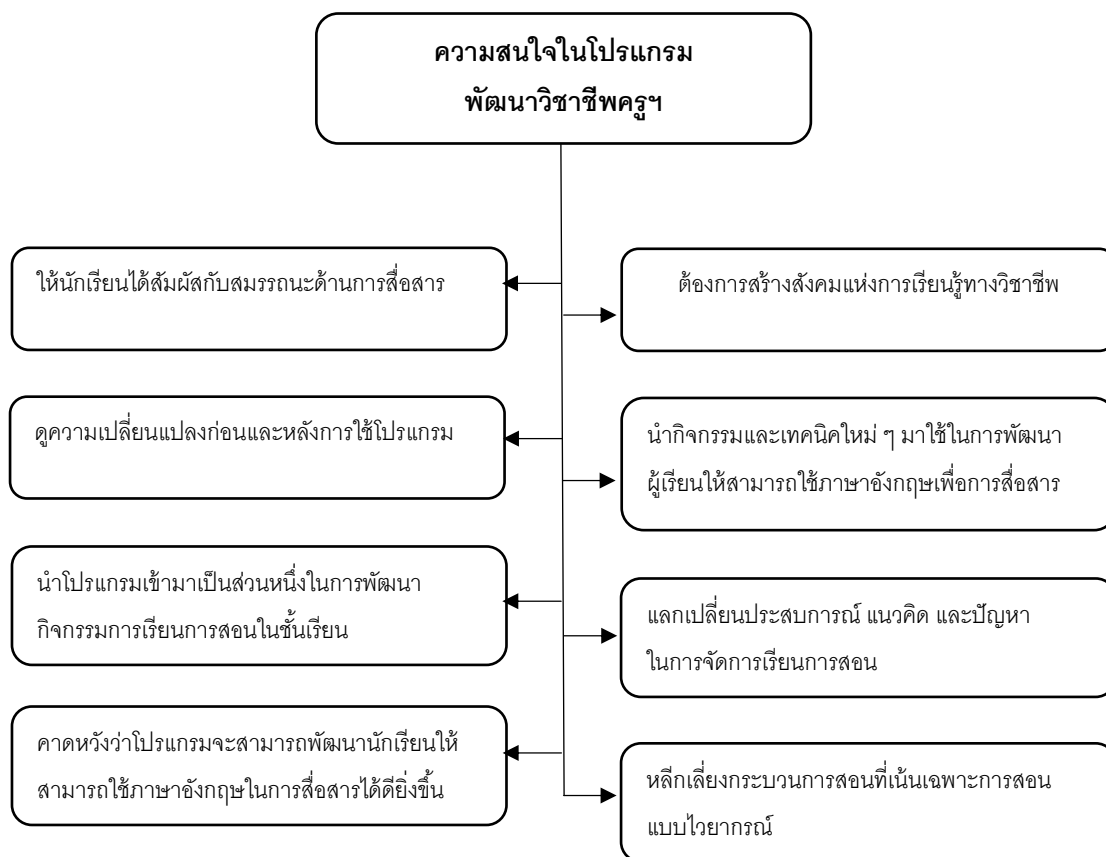 ความสนใจในโปรแกรม
พัฒนาวิชาชีพครูฯ
ให้นักเรียนได้สัมผัสกับสมรรถนะด้านการสื่อสาร
ต้องการสร้างสังคมแห่งการเรียนรู้ทางวิชาชีพ
ดูความเปลี่ยนแปลงก่อนและหลังการใช้โปรแกรม
นำกิจกรรมและเทคนิคใหม่ ๆ มาใช้ในการพัฒนา
ผู้เรียนให้สามารถใช้ภาษาอังกฤษเพื่อการสื่อสาร
นำโปรแกรมเข้ามาเป็นส่วนหนึ่งในการพัฒนา
กิจกรรมการเรียนการสอนในชั้นเรียน
แลกเปลี่ยนประสบการณ์ แนวคิด และปัญหา
ในการจัดการเรียนการสอน
คาดหวังว่าโปรแกรมจะสามารถพัฒนานักเรียนให้
สามารถใช้ภาษาอังกฤษในการสื่อสารได้ดียิ่งขึ้น
หลีกเลี่ยงกระบวนการสอนที่เน้นเฉพาะการสอน
แบบไวยากรณ์